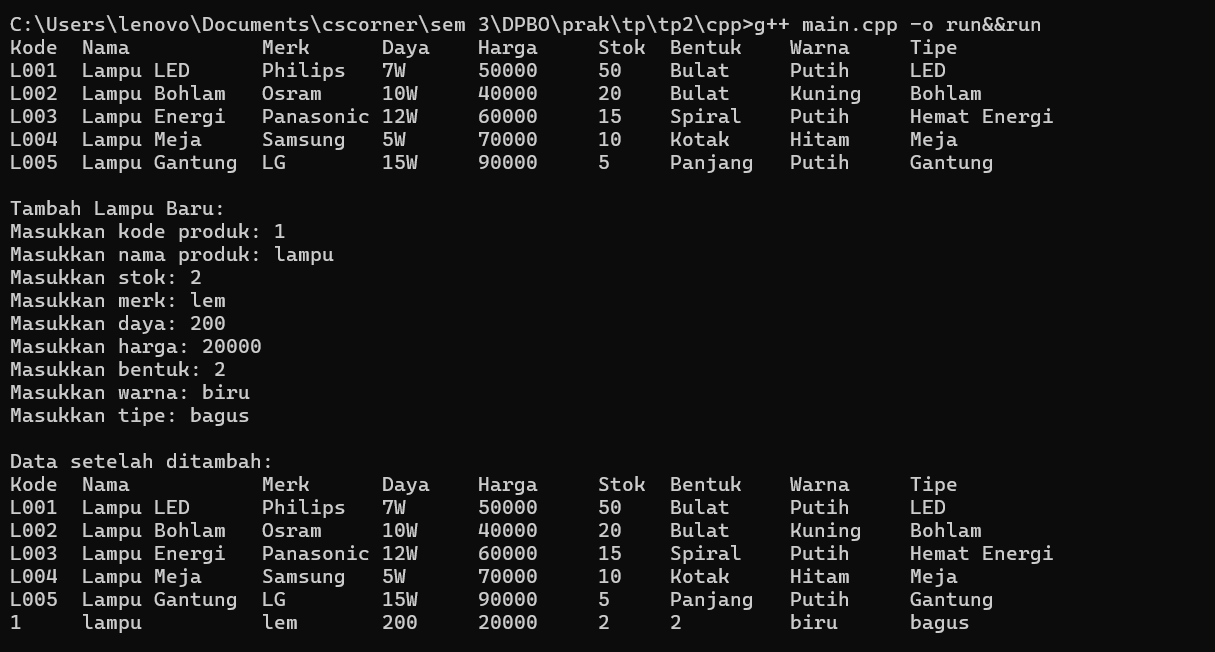 C:\Users\lenovo\Documents\cscorner\sem 3\DPBO\prak\tp\tp2\cpp>g++ main.cpp -o run&&run
Kode  Nama           Merk      Daya    Harga     Stok  Bentuk    Warna     Tipe
L001  Lampu LED      Philips   7W      50000     50    Bulat     Putih     LED
L002  Lampu Bohlam   Osram     10W     40000     20    Bulat     Kuning    Bohlam
L003  Lampu Energi   Panasonic 12W     60000     15    Spiral    Putih     Hemat Energi
L004  Lampu Meja     Samsung   5W      70000     10    Kotak     Hitam     Meja
L005  Lampu Gantung  LG        15W     90000     5     Panjang   Putih     Gantung

Tambah Lampu Baru:
Masukkan kode produk: 1
Masukkan nama produk: lampu
Masukkan stok: 2
Masukkan merk: lem
Masukkan daya: 200
Masukkan harga: 20000
Masukkan bentuk: 2
Masukkan warna: biru
Masukkan tipe: bagus

Data setelah ditambah:
Kode  Nama           Merk      Daya    Harga     Stok  Bentuk    Warna     Tipe
L001  Lampu LED      Philips   7W      50000     50    Bulat     Putih     LED
L002  Lampu Bohlam   Osram     10W     40000     20    Bulat     Kuning    Bohlam
L003  Lampu Energi   Panasonic 12W     60000     15    Spiral    Putih     Hemat Energi
L004  Lampu Meja     Samsung   5W      70000     10    Kotak     Hitam     Meja
L005  Lampu Gantung  LG        15W     90000     5     Panjang   Putih     Gantung
1     lampu          lem       200     20000     2     2         biru      bagus